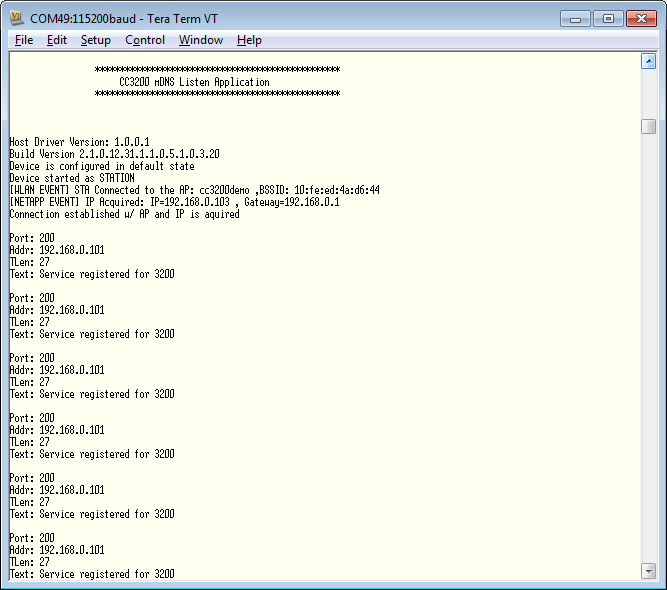 COM49:115200baud - Tera Term VT
File Edit Setup Control Window Help
*************************************************
CC3200 mDNS Listen Application
*************************************************
Host Driver Version: 1.0.0.1
Build Version 2.1.0.12.31.1.1.0.5.1.0.3.20
Device is configured in default state
Device started as STATION
[WLAN EVENT] STA Connected to the AP: cc3200demo ,BSSID: 10:fe:ed:4a:d6:44
[NETAPP EVENT] IP Acquired: IP=192.168.0.103 , Gateway=192.168.0.1
Connection established w/ AP and IP is aquired
Port: 200
Addr: 192.168.0.101
TLen: 27
Text: Service registered for 3200
Port: 200
Addr: 192.168.0.101
TLen: 27
Text: Service registered for 3200
Port: 200
Addr: 192.168.0.101
TLen: 27
Text: Service registered for 3200
Port: 200
Addr: 192.168.0.101
TLen: 27
Text: Service registered for 3200
Port: 200
Addr: 192.168.0.101
TLen: 27
Text: Service registered for 3200
Port: 200
Addr: 192.168.0.101
TLen: 27
Text: Service registered for 3200